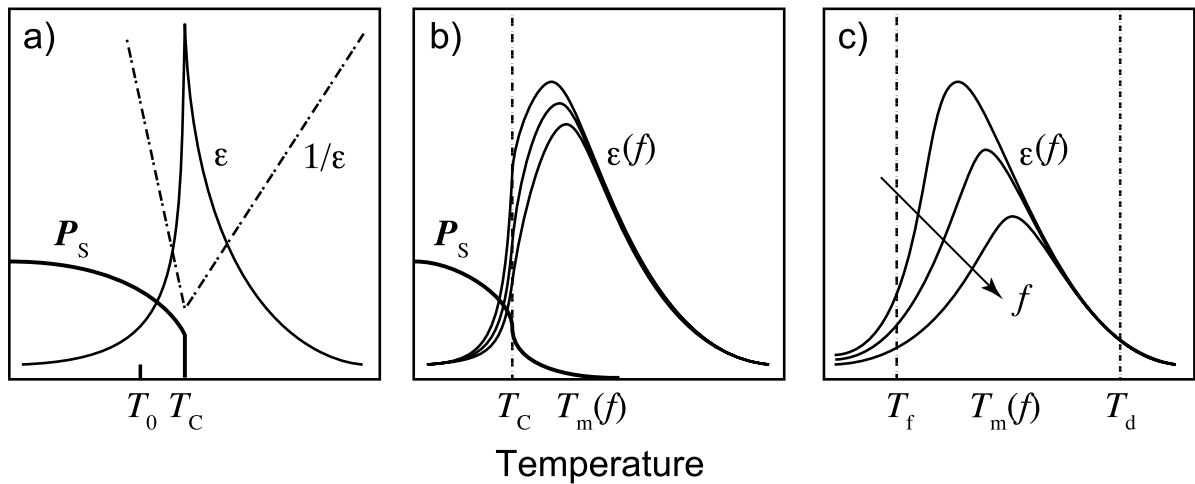 a)
ε
1/ε
P_S
T_0 T_C
b)
ε(f)
P_S
T_C T_m(f)
c)
ε(f)
f
T_f T_m(f) T_d
Temperature